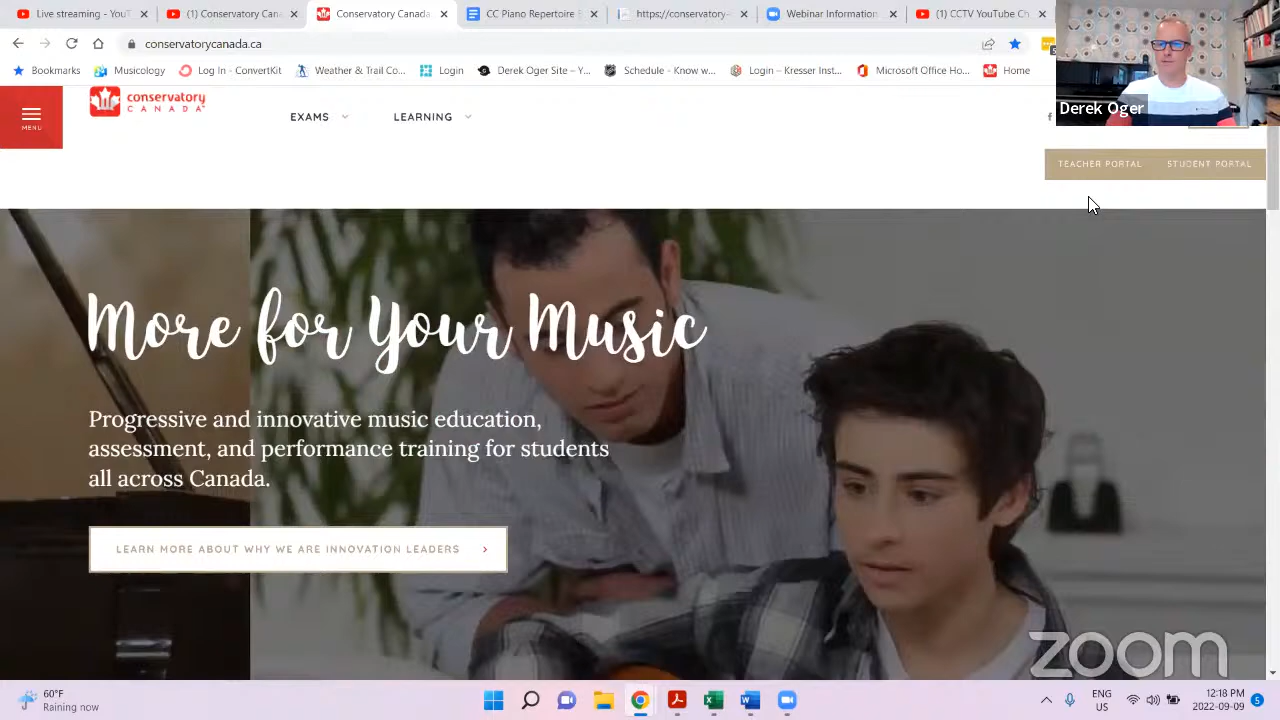 Live streaming - YouT
(1) Conservatory Can
Conservatory Canada
CC Piano Repertoire E
https://conservatory-
Webinar Informatio
(1) CCTV YouTube
conservatorycanada.ca
Bookmarks
Musicolo
Log In - ConvertKit
Weather & Trail Co...
Login
Derek Oger Site – Y...
Schedule - Know w...
Login – Kresser Inst...
Microsoft Office Ho...
Home
Derek Oger
MENU
conservatory
CANADA
EXAMS
LEARNING
TEACHER PORTAL
STUDENT PORTAL
More for Your Music
Progressive and innovative music education,
assessment, and performance training for students
all across Canada.
LEARN MORE ABOUT WHY WE ARE INNOVATION LEADERS
zoom
60°F
Raining now
ENG
US
12:18 PM
2022-09-09
5